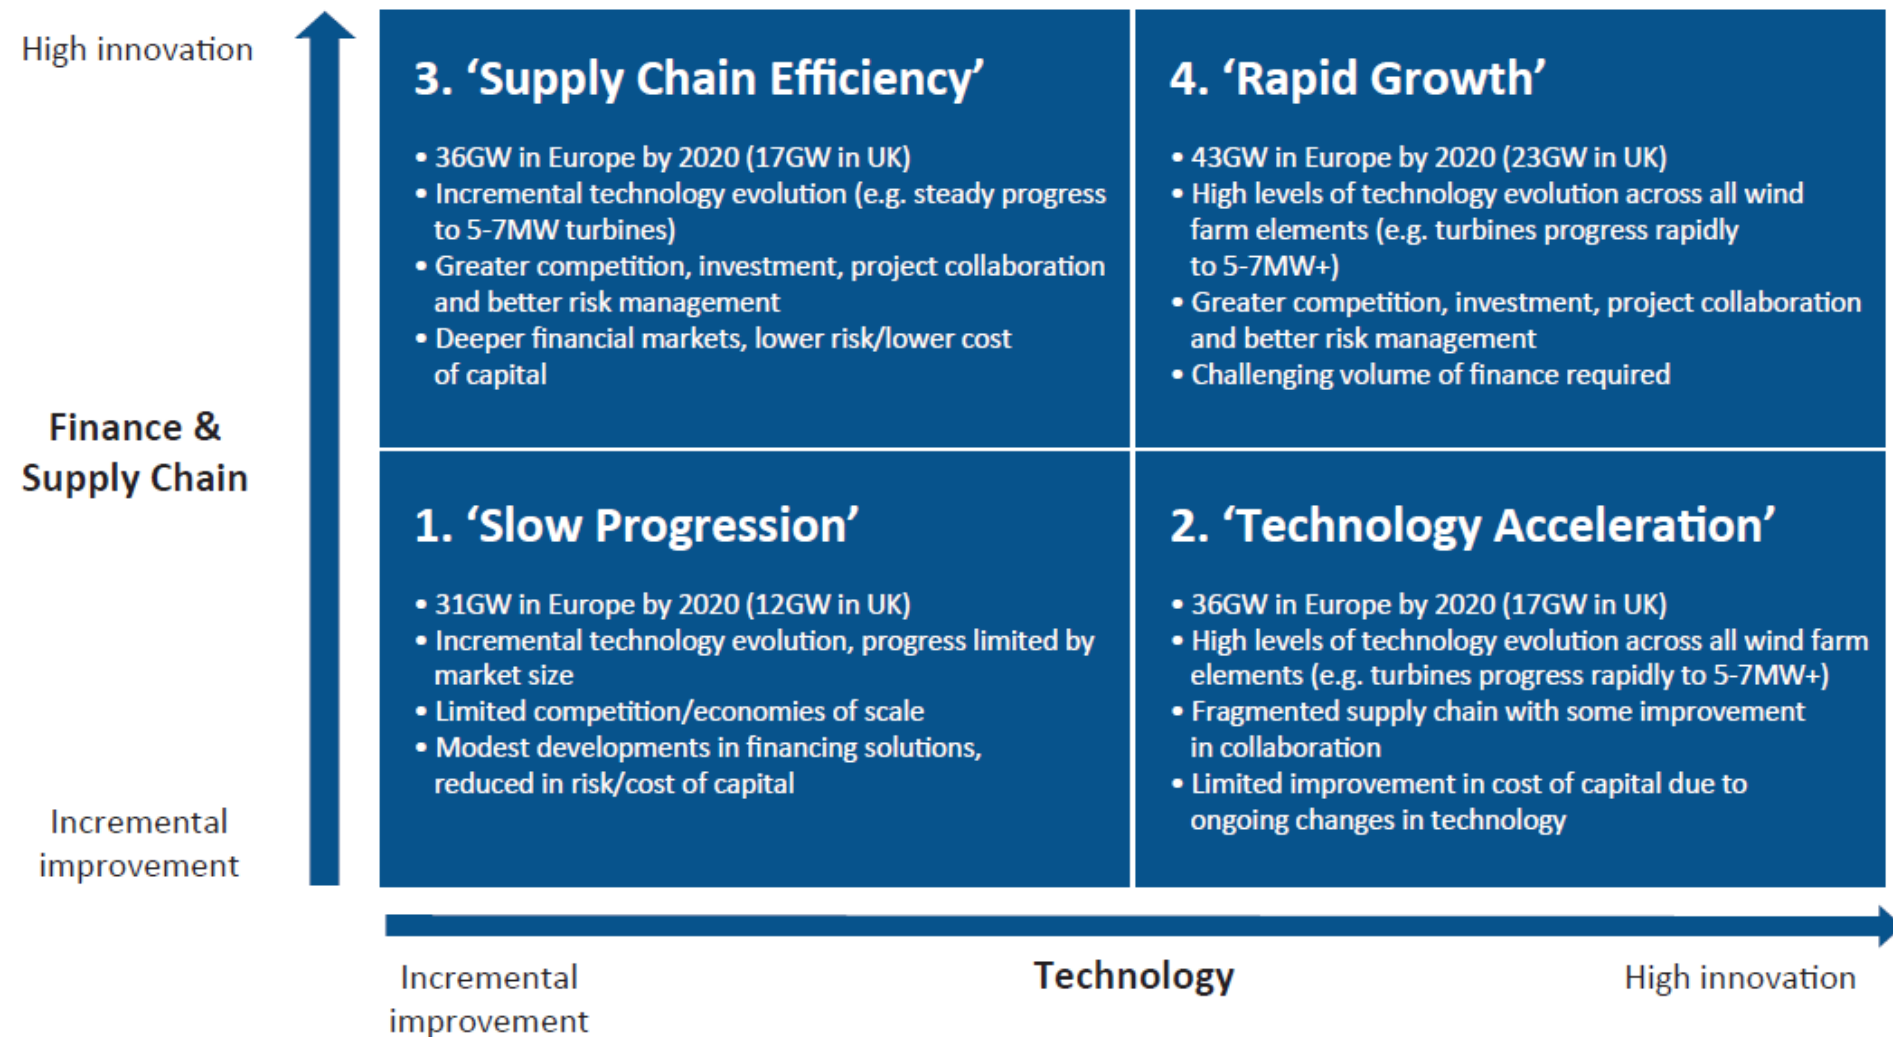 High innovation
Finance &
Supply Chain
Incremental
improvement
3. ‘Supply Chain Efficiency’
• 36GW in Europe by 2020 (17GW in UK)
• Incremental technology evolution (e.g. steady progress
to 5-7MW turbines)
• Greater competition, investment, project collaboration
and better risk management
• Deeper financial markets, lower risk/lower cost
of capital
4. ‘Rapid Growth’
• 43GW in Europe by 2020 (23GW in UK)
• High levels of technology evolution across all wind
farm elements (e.g. turbines progress rapidly
to 5-7MW+)
• Greater competition, investment, project collaboration
and better risk management
• Challenging volume of finance required
1. ‘Slow Progression’
• 31GW in Europe by 2020 (12GW in UK)
• Incremental technology evolution, progress limited by
market size
• Limited competition/economies of scale
• Modest developments in financing solutions,
reduced in risk/cost of capital
2. ‘Technology Acceleration’
• 36GW in Europe by 2020 (17GW in UK)
• High levels of technology evolution across all wind farm
elements (e.g. turbines progress rapidly to 5-7MW+)
• Fragmented supply chain with some improvement
in collaboration
• Limited improvement in cost of capital due to
ongoing changes in technology
Incremental
improvement
Technology
High innovation